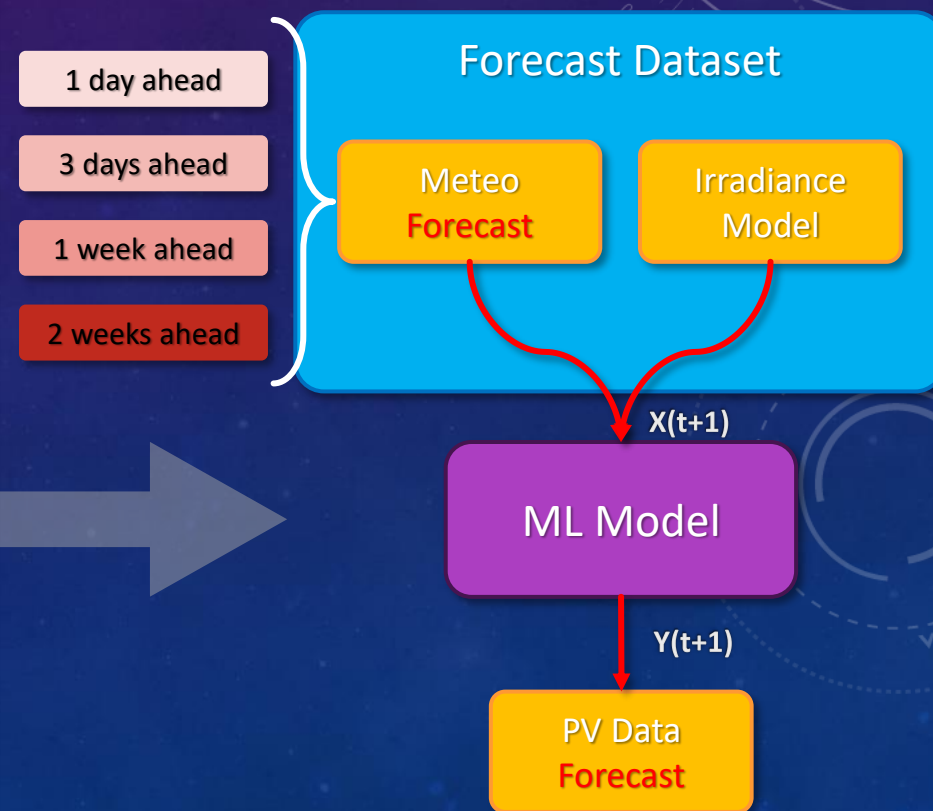 Forecast Dataset
1 day ahead
3 days ahead
1 week ahead
2 weeks ahead
Meteo
Forecast
Irradiance
Model
X(t+1)
ML Model
Y(t+1)
PV Data
Forecast